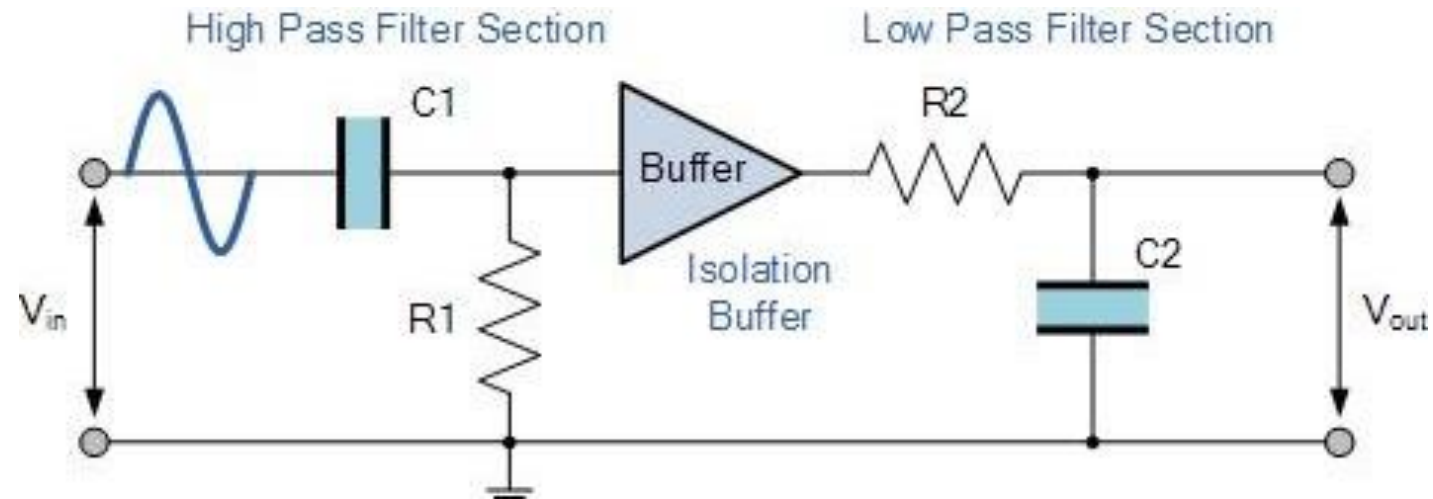 High Pass Filter Section
Low Pass Filter Section
C1
R2
Buffer
Isolation
Buffer
C2
Vin
R1
Vout